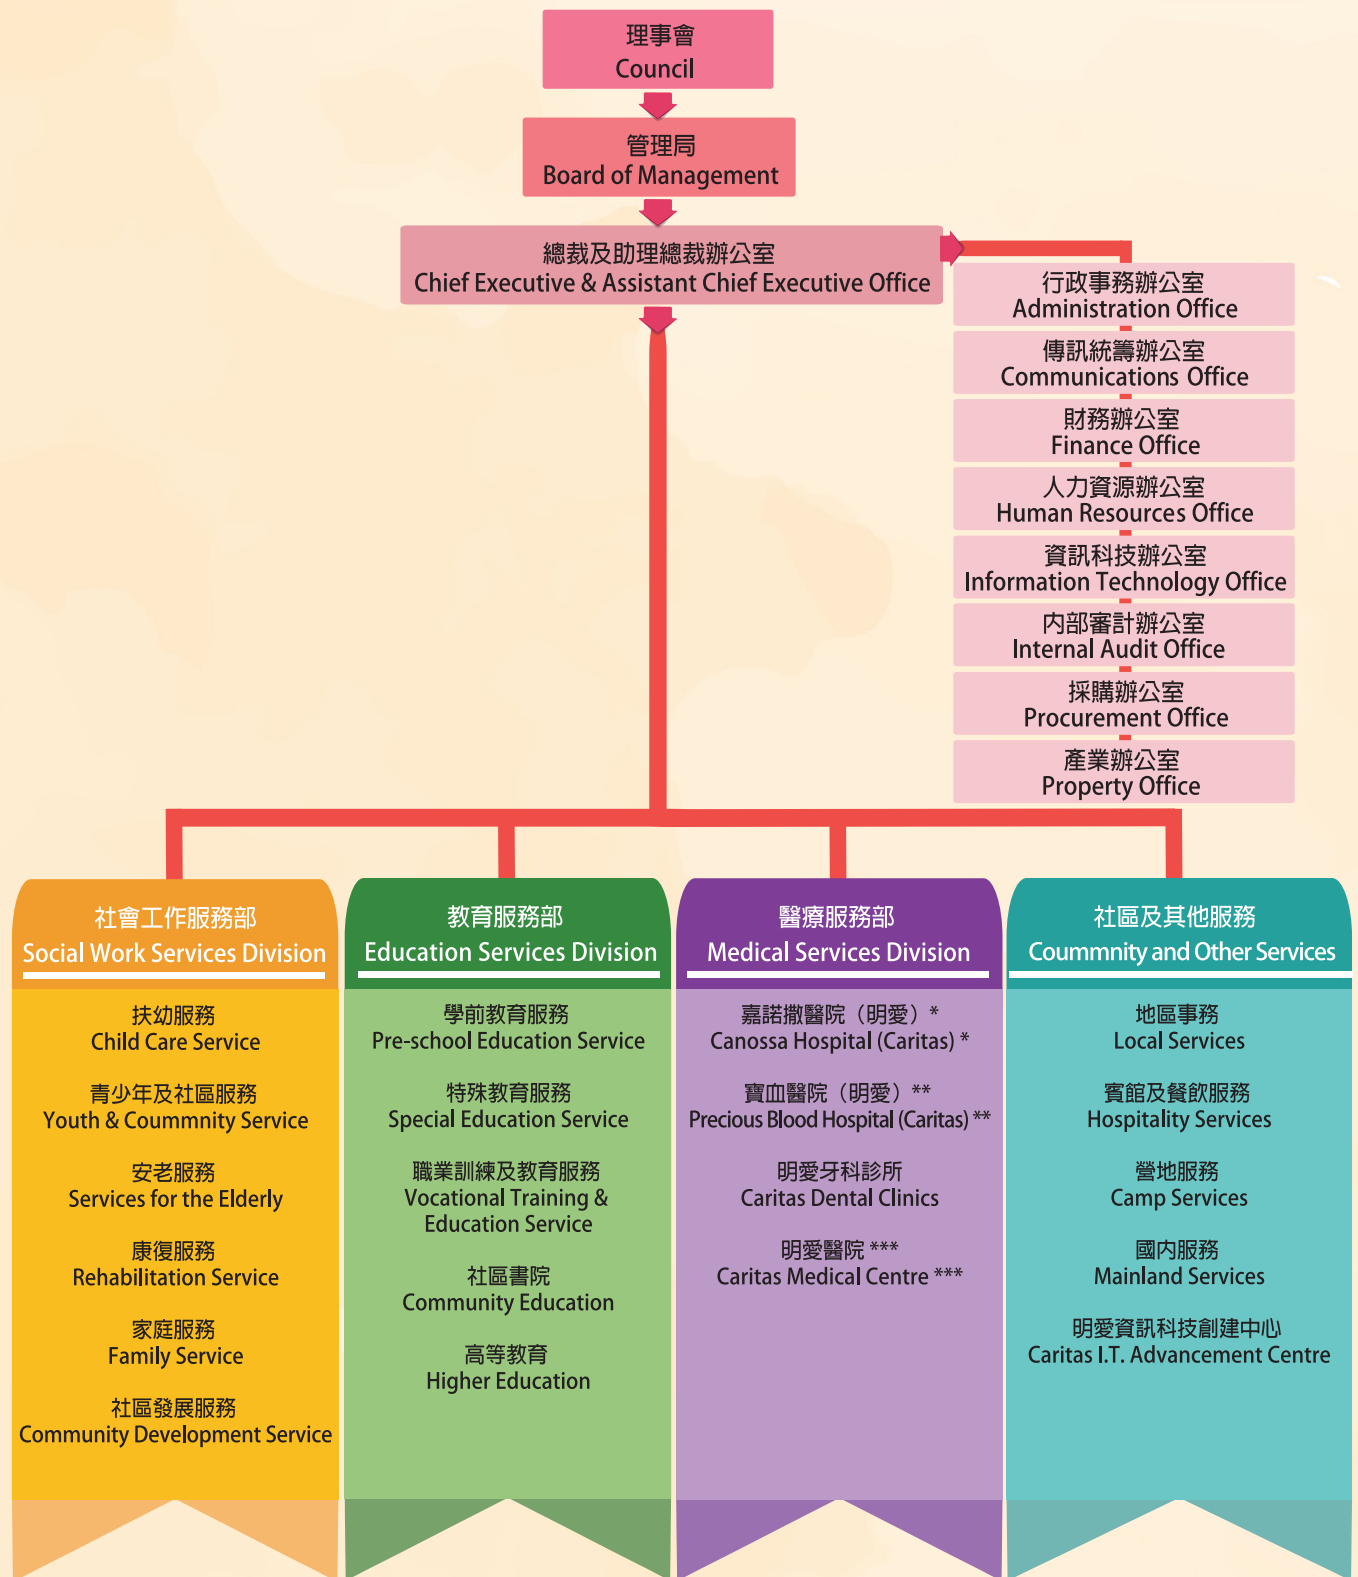 理事會
Council
管理局
Board of Management
總裁及助理總裁辦公室
Chief Executive & Assistant Chief Executive Office
行政事務辦公室
Administration Office
傳訊統籌辦公室
Communications Office
財務辦公室
Finance Office
人力資源辦公室
Human Resources Office
資訊科技辦公室
Information Technology Office
內部審計辦公室
Internal Audit Office
採購辦公室
Procurement Office
產業辦公室
Property Office
社會工作服務部
Social Work Services Division
扶幼服務
Child Care Service
青少年及社區服務
Youth & Coummnity Service
安老服務
Services for the Elderly
康復服務
Rehabilitation Service
家庭服務
Family Service
社區發展服務
Community Development Service
教育服務部
Education Services Division
學前教育服務
Pre-school Education Service
特殊教育服務
Special Education Service
職業訓練及教育服務
Vocational Training &
Education Service
社區書院
Community Education
高等教育
Higher Education
醫療服務部
Medical Services Division
嘉諾撒醫院（明愛）*
Canossa Hospital (Caritas) *
寶血醫院（明愛）**
Precious Blood Hospital (Caritas) **
明愛牙科診所
Caritas Dental Clinics
明愛醫院 ***
Caritas Medical Centre ***
社區及其他服務
Coummnity and Other Services
地區事務
Local Services
賓館及餐飲服務
Hospitality Services
營地服務
Camp Services
國內服務
Mainland Services
明愛資訊科技創建中心
Caritas I.T. Advancement Centre